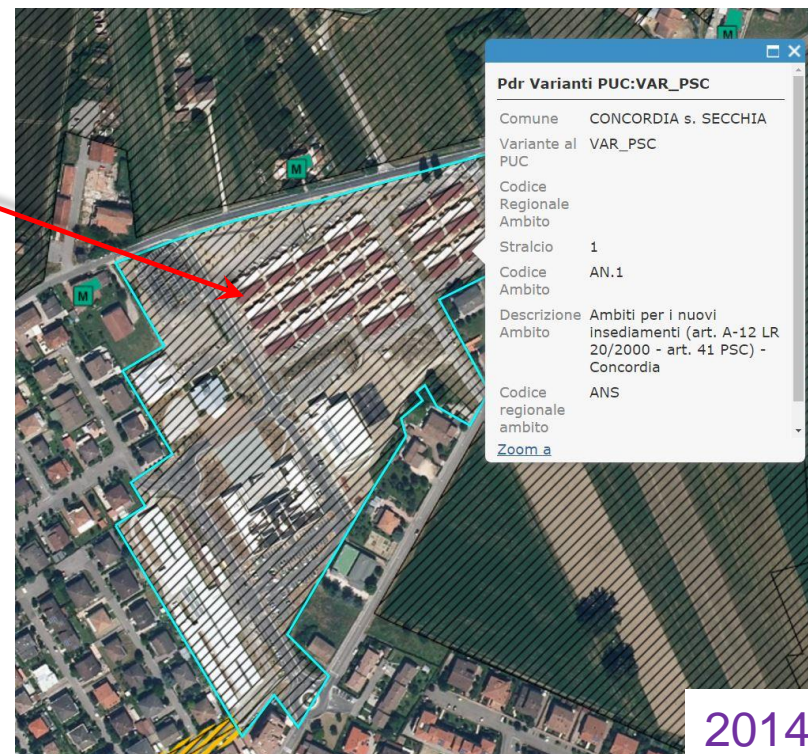 M
Pdr Varianti PUC:VAR_PSC
Comune CONCORDIA s. SECCHIA
Variante al PUC VAR_PSC
Codice Regionale Ambito
Stralcio 1
Codice Ambito AN.1
Descrizione Ambito Ambiti per i nuovi insediamenti (art. A-12 LR 20/2000 - art. 41 PSC) - Concordia
Codice regionale ambito ANS
Zoom a
M
M
2014